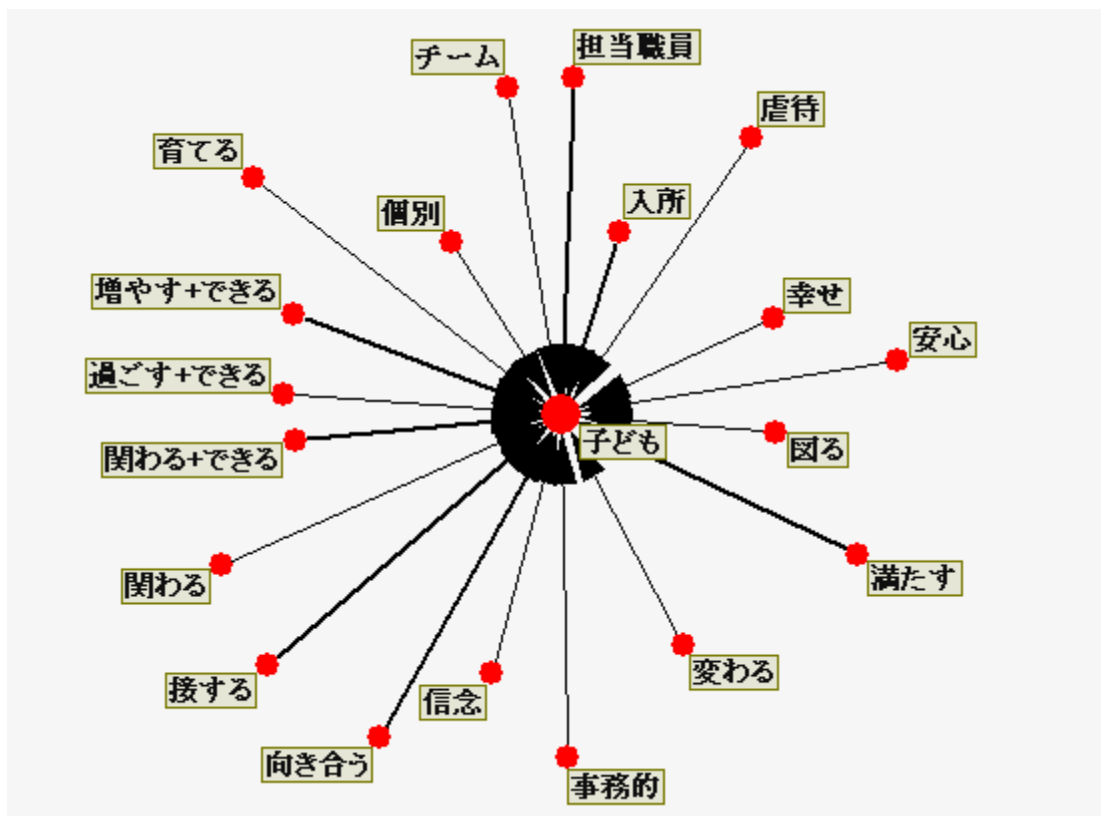 担当職員
チーム
虐待
育てる
入所
個別
増やす+できる
幸せ
安心
過ごす+できる
子ども
図る
関わる+できる
満たす
関わる
変わる
接する
信念
向き合う
事務的